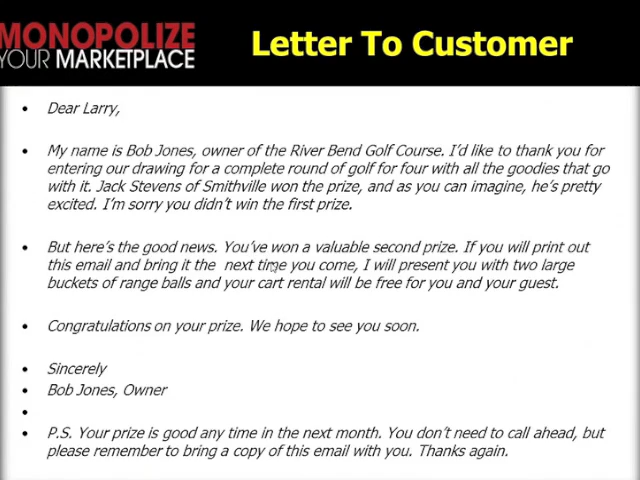 MONOPOLIZE
YOUR MARKETPLACE
Letter To Customer
• Dear Larry,
• My name is Bob Jones, owner of the River Bend Golf Course. I'd like to thank you for
entering our drawing for a complete round of golf for four with all the goodies that go
with it. Jack Stevens of Smithville won the prize, and as you can imagine, he's pretty
excited. I'm sorry you didn't win the first prize.
• But here's the good news. You've won a valuable second prize. If you will print out
this email and bring it the next time you come, I will present you with two large
buckets of range balls and your cart rental will be free for you and your guest.
• Congratulations on your prize. We hope to see you soon.
• Sincerely
• Bob Jones, Owner
•
• P.S. Your prize is good any time in the next month. You don't need to call ahead, but
please remember to bring a copy of this email with you. Thanks again.